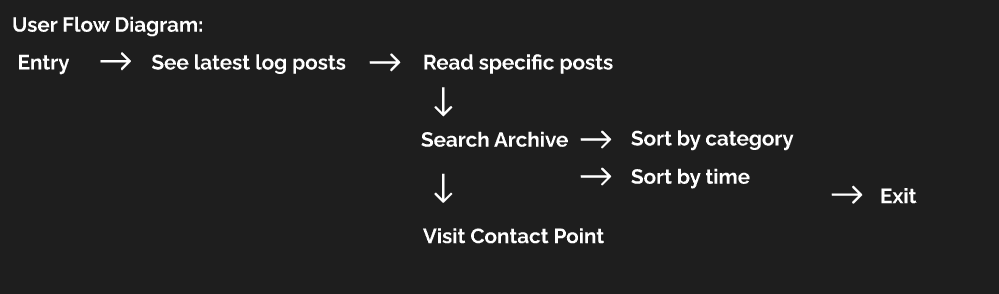 User Flow Diagram:
Entry → See latest log posts → Read specific posts
↓
Search Archive → Sort by category
→ Sort by time
→ Exit
↓
Visit Contact Point